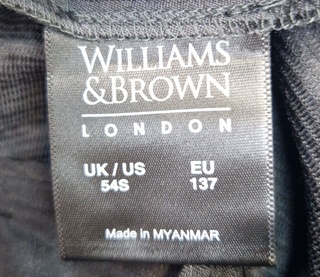 WILLIAMS
&BROWN
LONDON
UK / US EU
54S 137
Made in MYANMAR